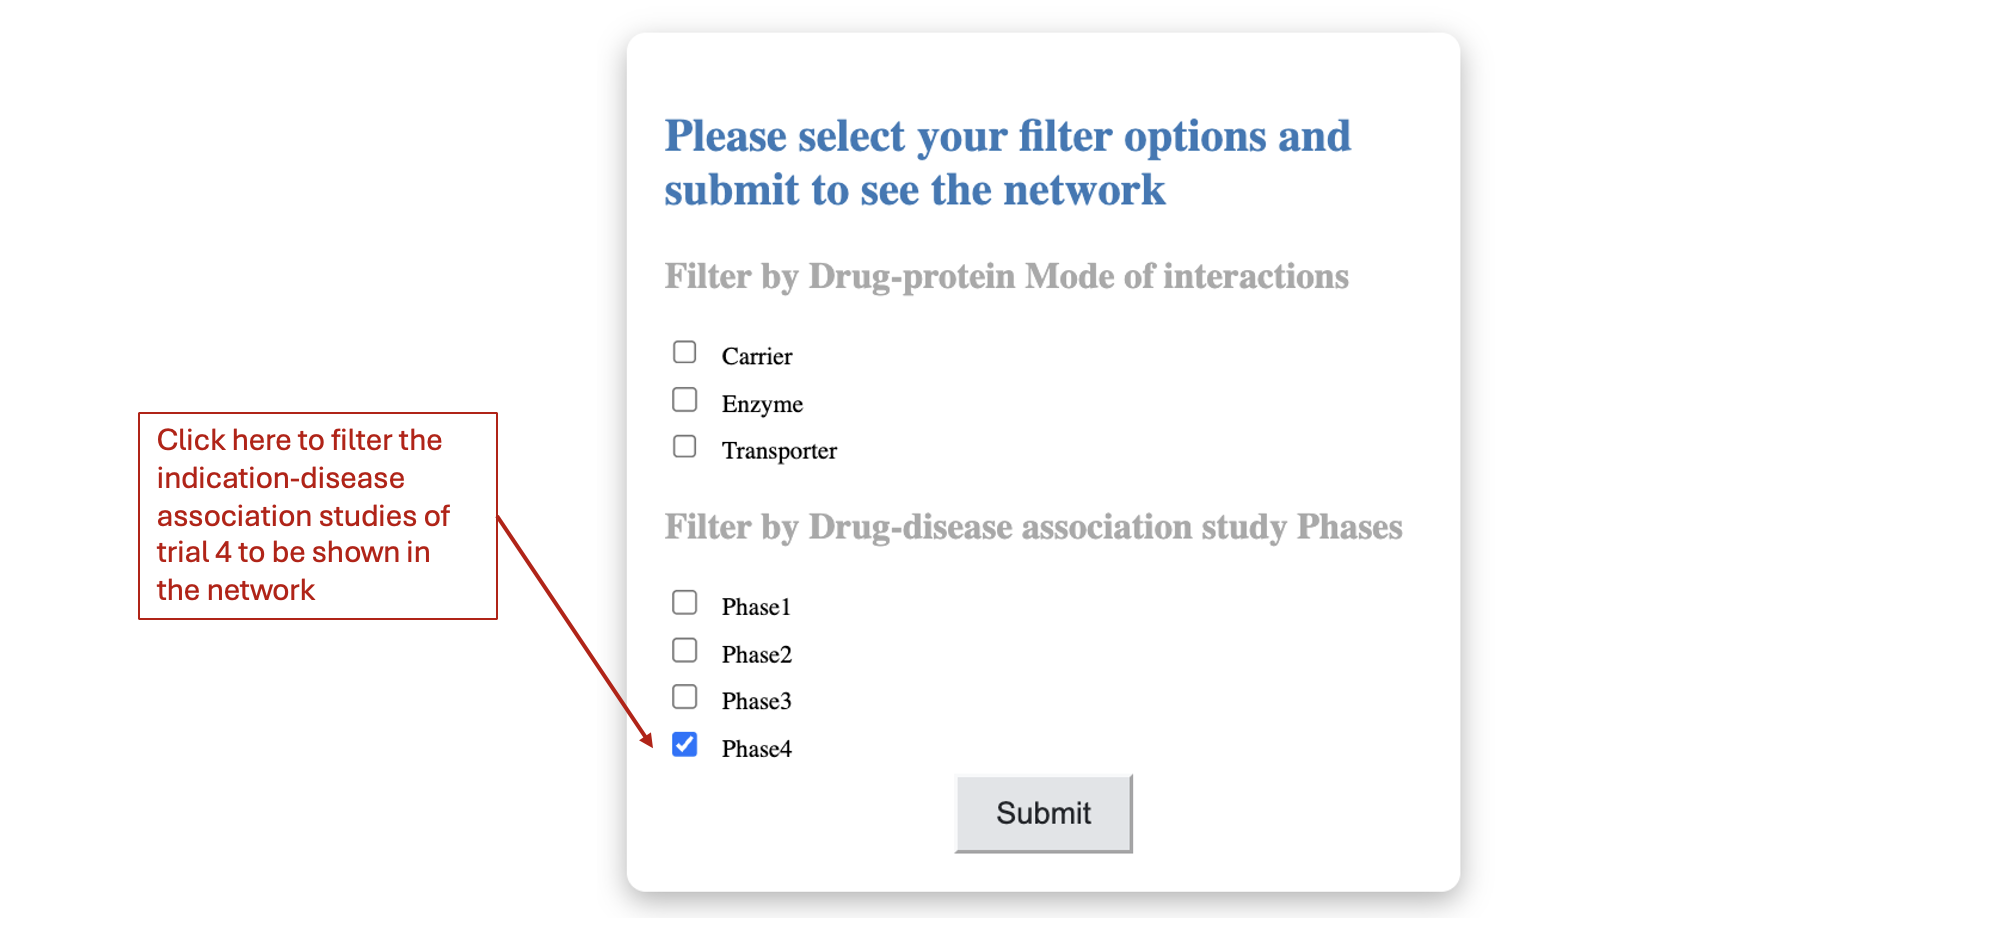 Please select your filter options and
submit to see the network
Filter by Drug-protein Mode of interactions
Carrier
Enzyme
Transporter
Click here to filter the
indication-disease
association studies of
trial 4 to be shown in
the network
Filter by Drug-disease association study Phases
Phase1
Phase2
Phase3
Phase4
Submit